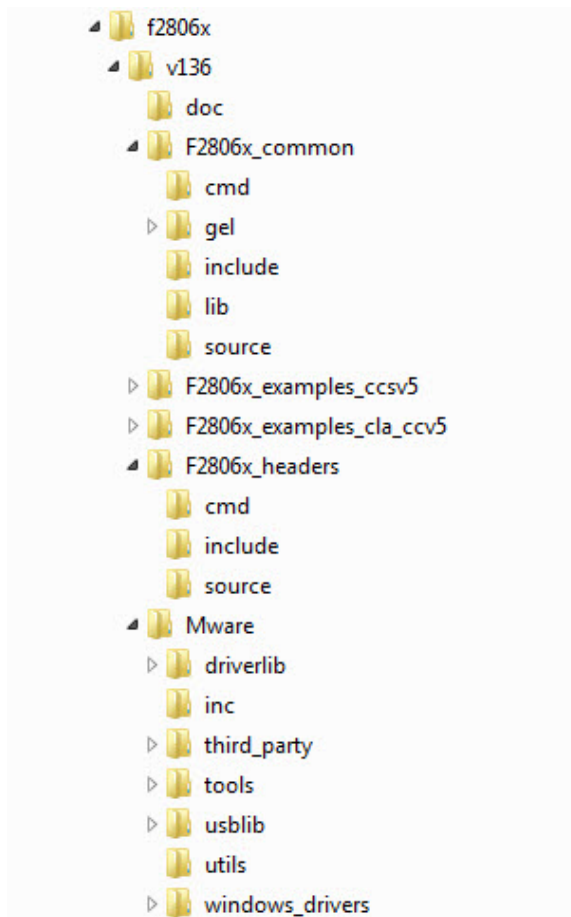 f2806x
v136
doc
F2806x_common
cmd
gel
include
lib
source
F2806x_examples_ccsv5
F2806x_examples_cla_ccv5
F2806x_headers
cmd
include
source
Mware
driverlib
inc
third_party
tools
usblib
utils
windows_drivers